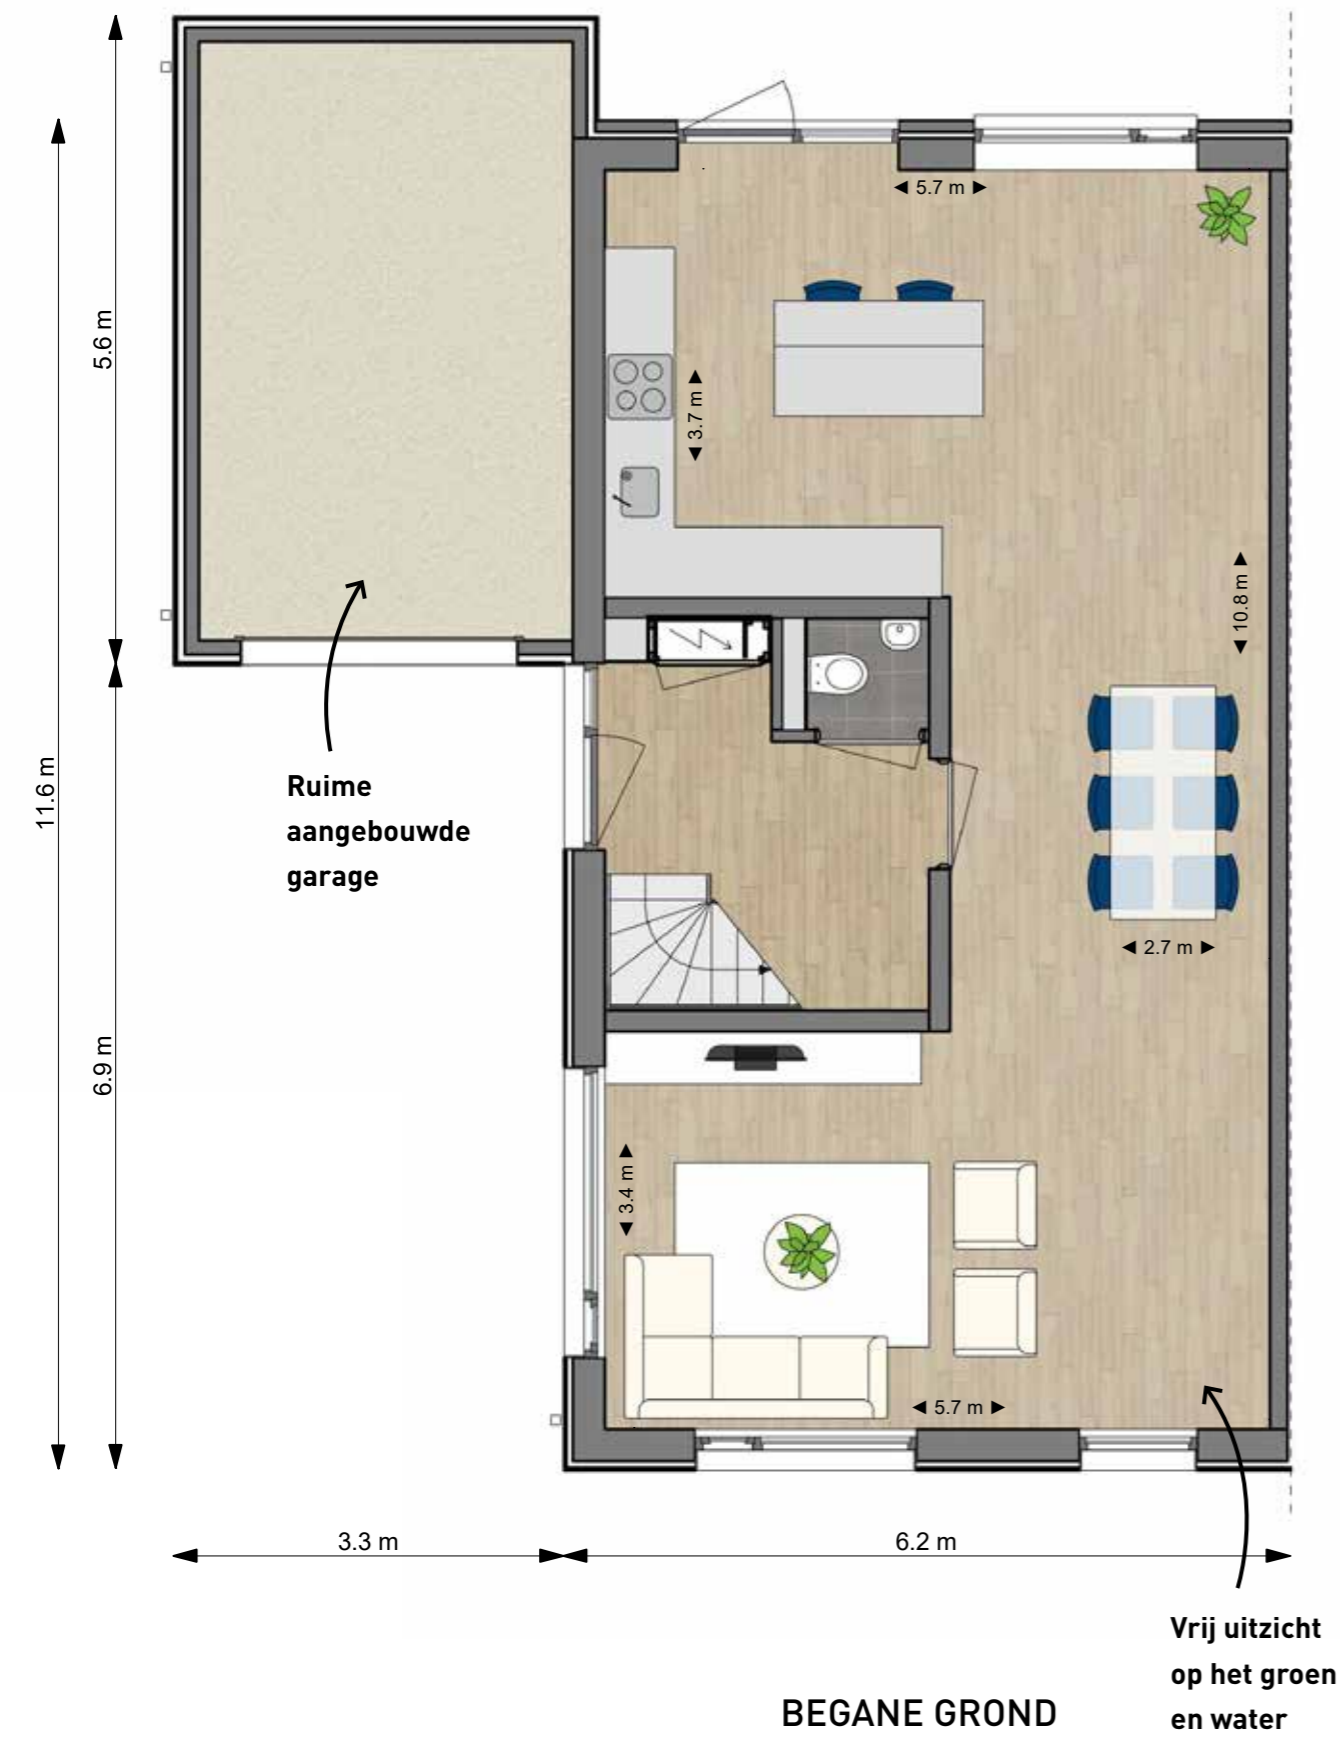 5.7 m
5.6 m
3.7 m
10.8 m
11.6 m
Ruime
aangebouwde
garage
2.7 m
6.9 m
3.4 m
5.7 m
3.3 m
6.2 m
Vrij uitzicht
op het groen
en water
BEGANE GROND